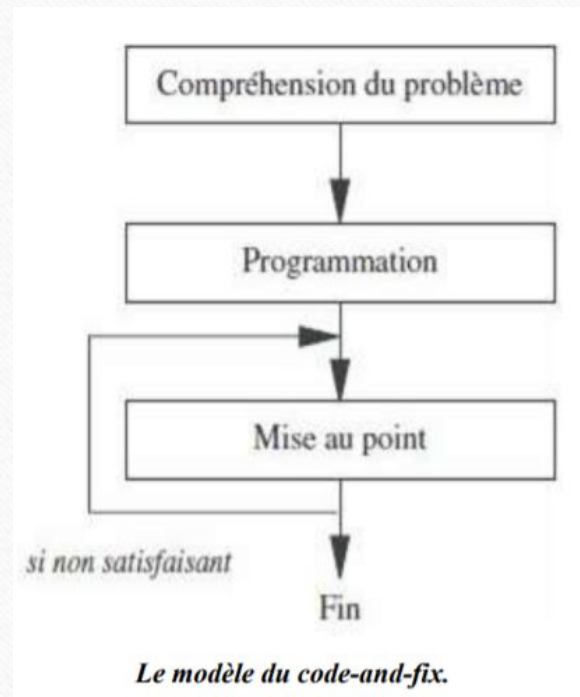 Compréhension du problème
Programmation
Mise au point
si non satisfaisant
Fin
Le modèle du code-and-fix.